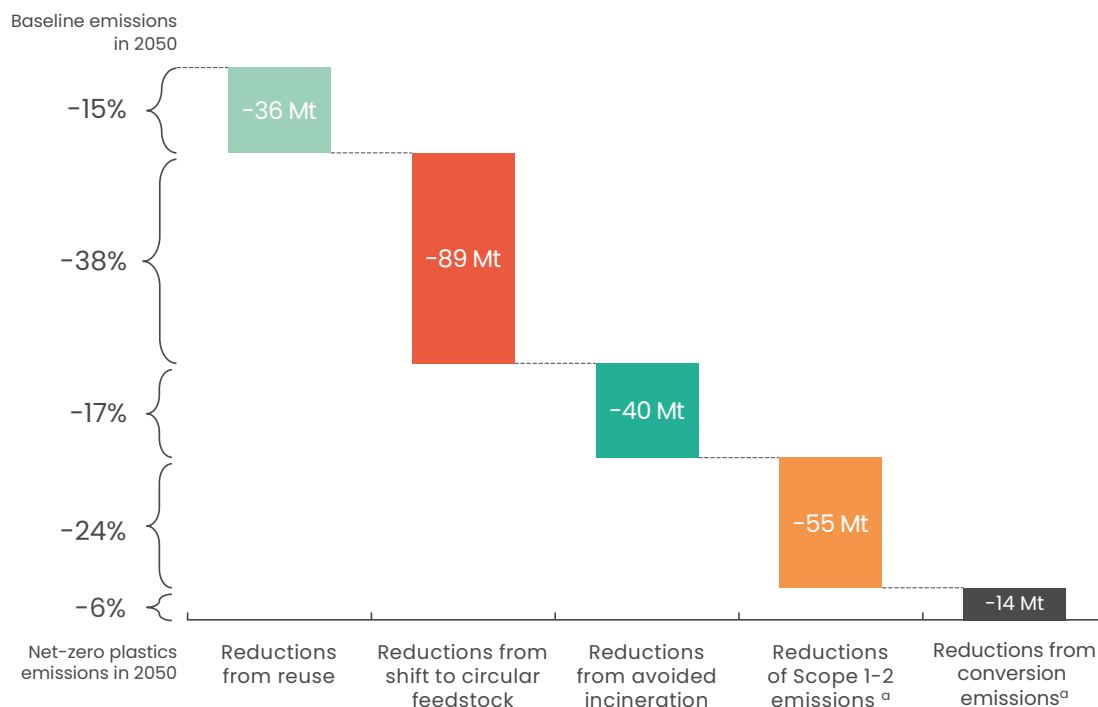 Baseline emissions
in 2050
-15%
-36 Mt
-38%
-89 Mt
-17%
-40 Mt
-24%
-55 Mt
-6%
-14 Mt
Net-zero plastics
emissions in 2050
Reductions
from reuse
Reductions from
shift to circular
feedstock
Reductions
from avoided
incineration
Reductions
of Scope 1-2
emissions a
Reductions from
conversion
emissionsa